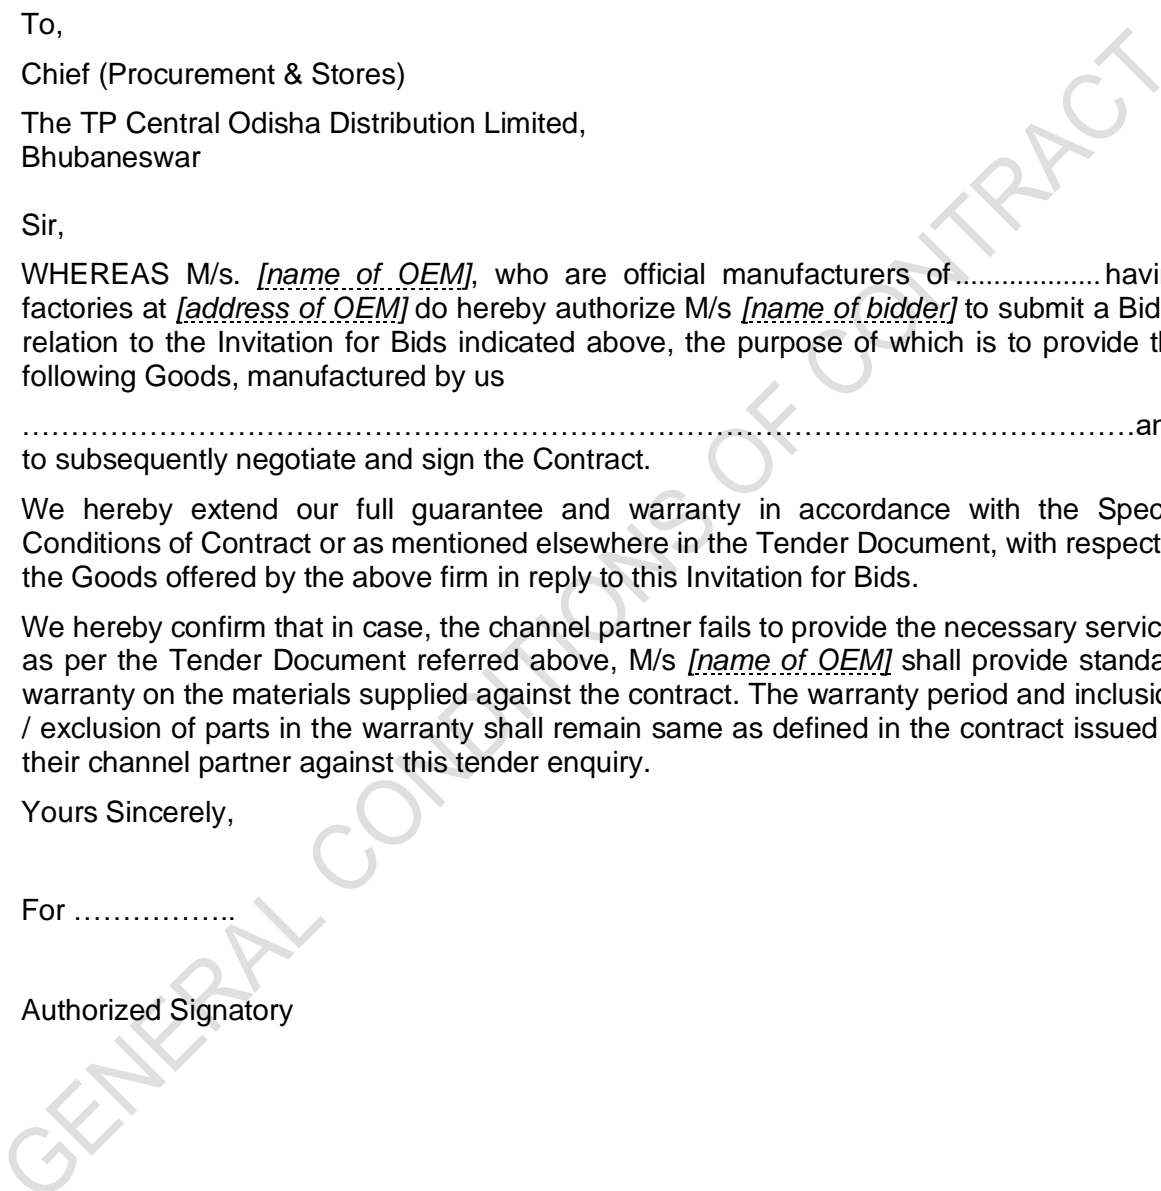 To,
Chief (Procurement & Stores)
The TP Central Odisha Distribution Limited,
Bhubaneswar
Sir,
WHEREAS M/s. [name of OEM], who are official manufacturers of.................. havi
factories at [address of OEM] do hereby authorize M/s [name of bidder] to submit a Bid
relation to the Invitation for Bids indicated above, the purpose of which is to provide t
following Goods, manufactured by us
……………………………………………………………………………………………………an
to subsequently negotiate and sign the Contract.
We hereby extend our full guarantee and warranty in accordance with the Spec
Conditions of Contract or as mentioned elsewhere in the Tender Document, with respect
the Goods offered by the above firm in reply to this Invitation for Bids.
We hereby confirm that in case, the channel partner fails to provide the necessary servic
as per the Tender Document referred above, M/s [name of OEM] shall provide standa
warranty on the materials supplied against the contract. The warranty period and inclusio
/ exclusion of parts in the warranty shall remain same as defined in the contract issued
their channel partner against this tender enquiry.
Yours Sincerely,
For ……………..
Authorized Signatory
GENERAL CONDITIONS OF CONTRACT